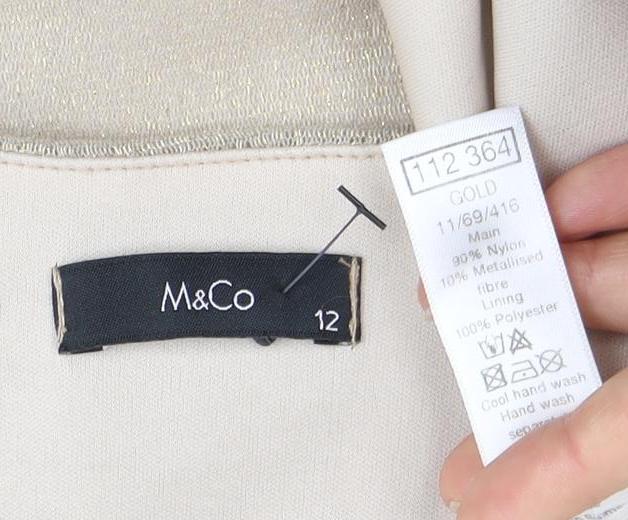 M&Co
12
112 364
GOLD
11/69/416
Main
90% Nylon
10% Metallised
fibre
Lining
100% Polyester
Cool hand wash
Hand wash